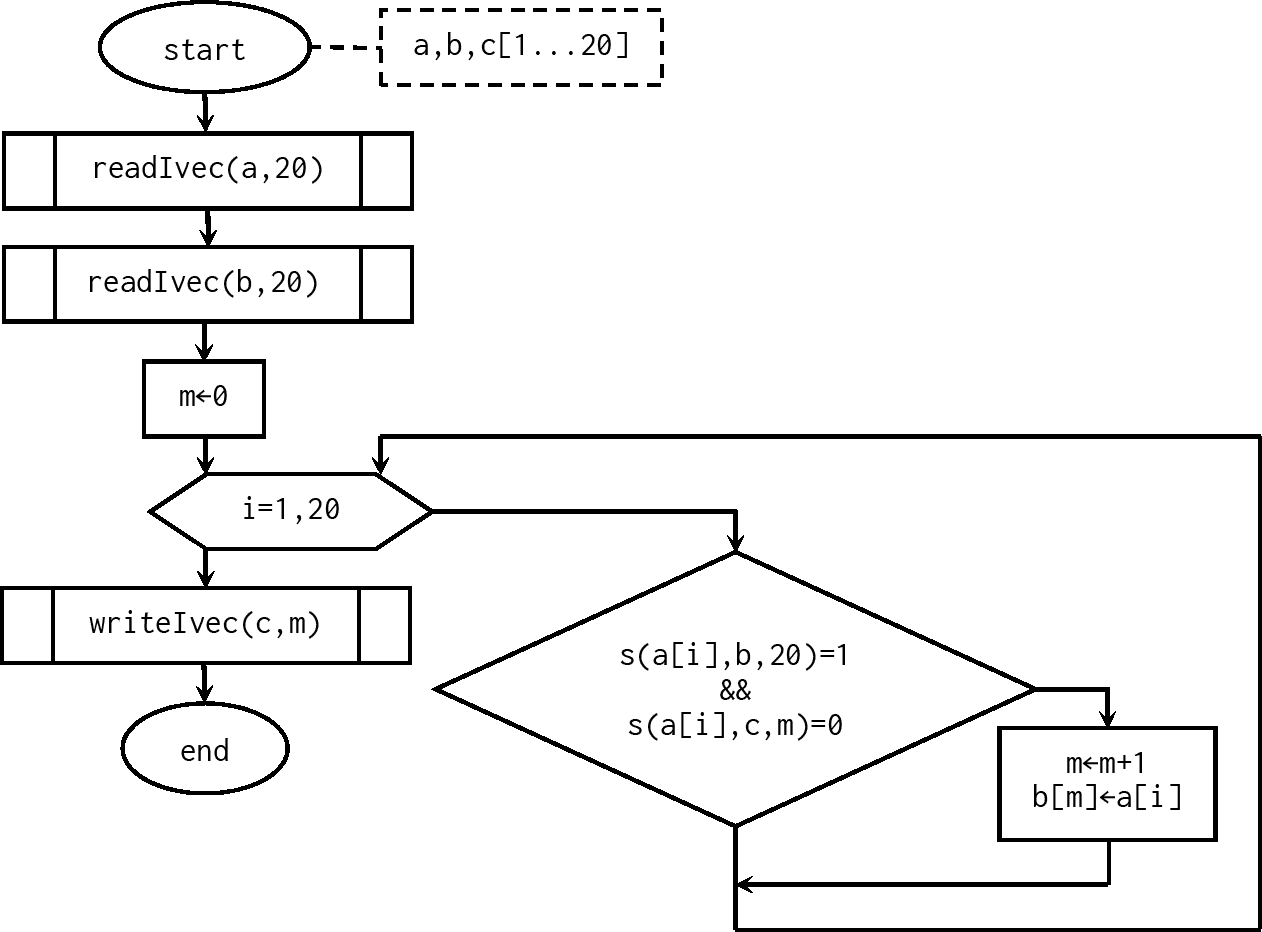 start
a,b,c[1...20]
readIvec(a,20)
readIvec(b,20)
m←0
i=1,20
writeIvec(c,m)
end
s(a[i],b,20)=1
&&
s(a[i],c,m)=0
m←m+1
b[m]←a[i]